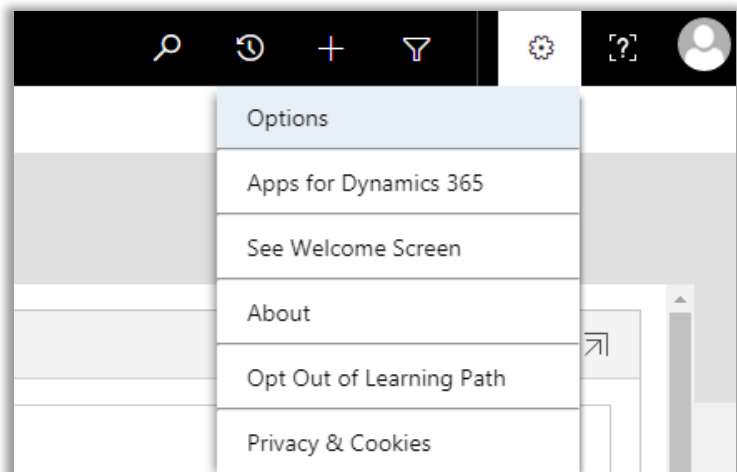 [?]
Options
Apps for Dynamics 365
See Welcome Screen
About
Opt Out of Learning Path
Privacy & Cookies